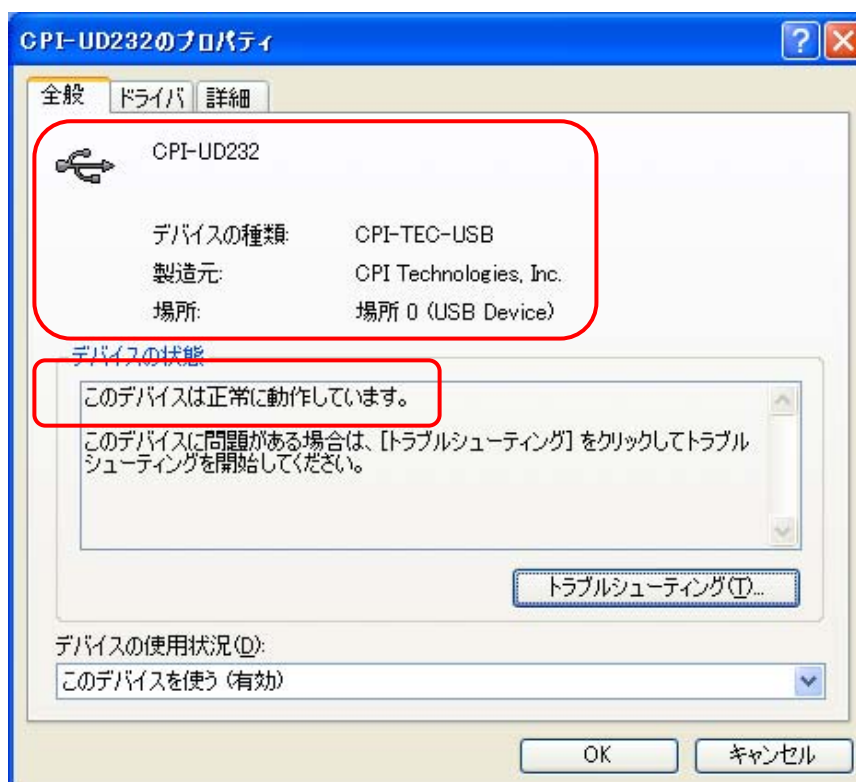 CPI-UD232のプロパティ
全般 ドライバ 詳細
CPI-UD232
デバイスの種類: CPI-TEC-USB
製造元: CPI Technologies, Inc.
場所: 場所 0 (USB Device)
デバイスの状態
このデバイスは正常に動作しています。
このデバイスに問題がある場合は、[トラブルシューティング] をクリックしてトラブル
シューティングを開始してください。
トラブルシューティング(T)...
デバイスの使用状況(D):
このデバイスを使う (有効)
OK キャンセル